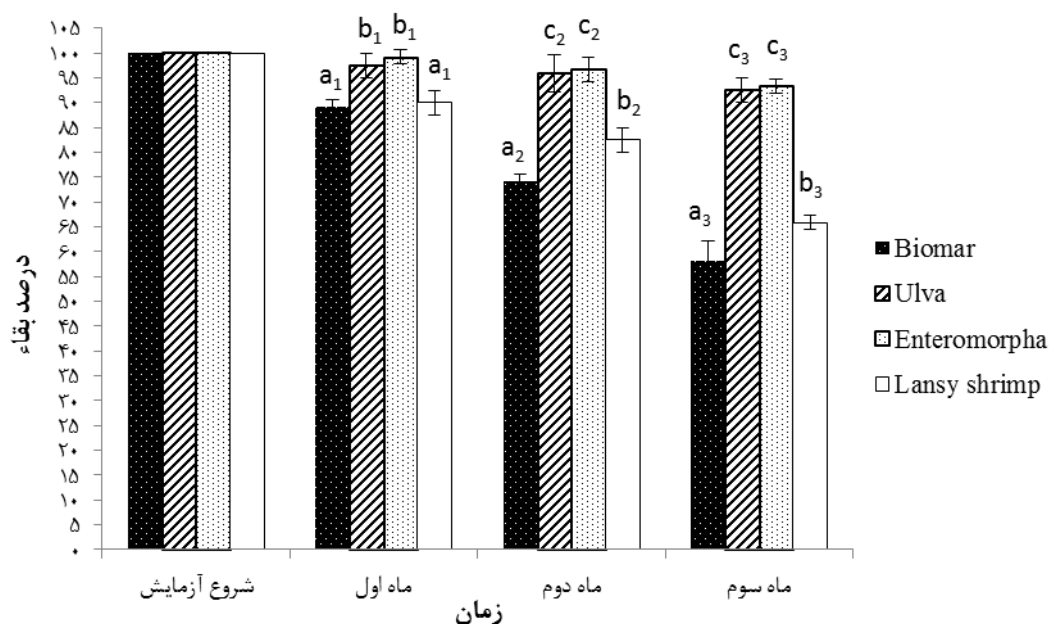 درصد بقاء
۱۰۵
۱۰۰
۹۵
۹۰
۸۵
۸۰
۷۵
۷۰
۶۵
۶۰
۵۵
۵۰
۴۵
۴۰
۳۵
۳۰
۲۵
۲۰
۱۵
۱۰
۵
۰
a₁ b₁ b₁ a₁
a₂ c₂ c₂ b₂
a₃ c₃ c₃ b₃
شروع آزمایش
ماه اول
ماه دوم
ماه سوم
زمان
Biomar
Ulva
Enteromorpha
Lansy shrimp